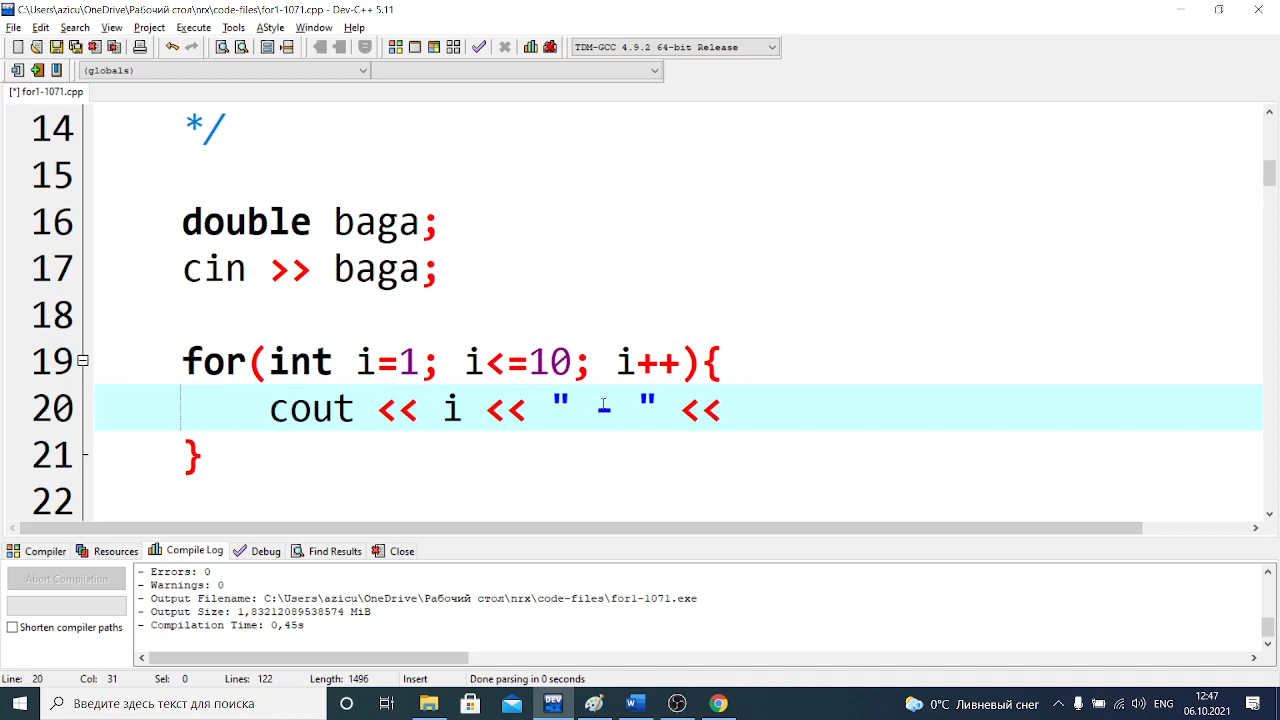 C:\Users\azicu\OneDrive\Рабочий стол\nrx\code-files\for1-1071.cpp - Dev-C++ 5.11
File Edit Search View Project Execute Tools AStyle Window Help
TDM-GCC 4.9.2 64-bit Release
(globals)
[*] for1-1071.cpp
14 */
15
16 double baga;
17 cin >> baga;
18
19 for(int i=1; i<=10; i++){
20 cout << i << " - " <<
21 }
22
Compiler Resources Compile Log Debug Find Results Close
Abort Compilation
Shorten compiler paths
- Errors: 0
- Warnings: 0
- Output Filename: C:\Users\azicu\OneDrive\Рабочий стол\nrx\code-files\for1-1071.exe
- Output Size: 1,83212089538574 MiB
- Compilation Time: 0,45s
Line: 20 Col: 31 Sel: 0 Lines: 122 Length: 1496 Insert Done parsing in 0 seconds
Введите здесь текст для поиска
DEV C++
0°C Ливневый снег
ENG
12:47
06.10.2021